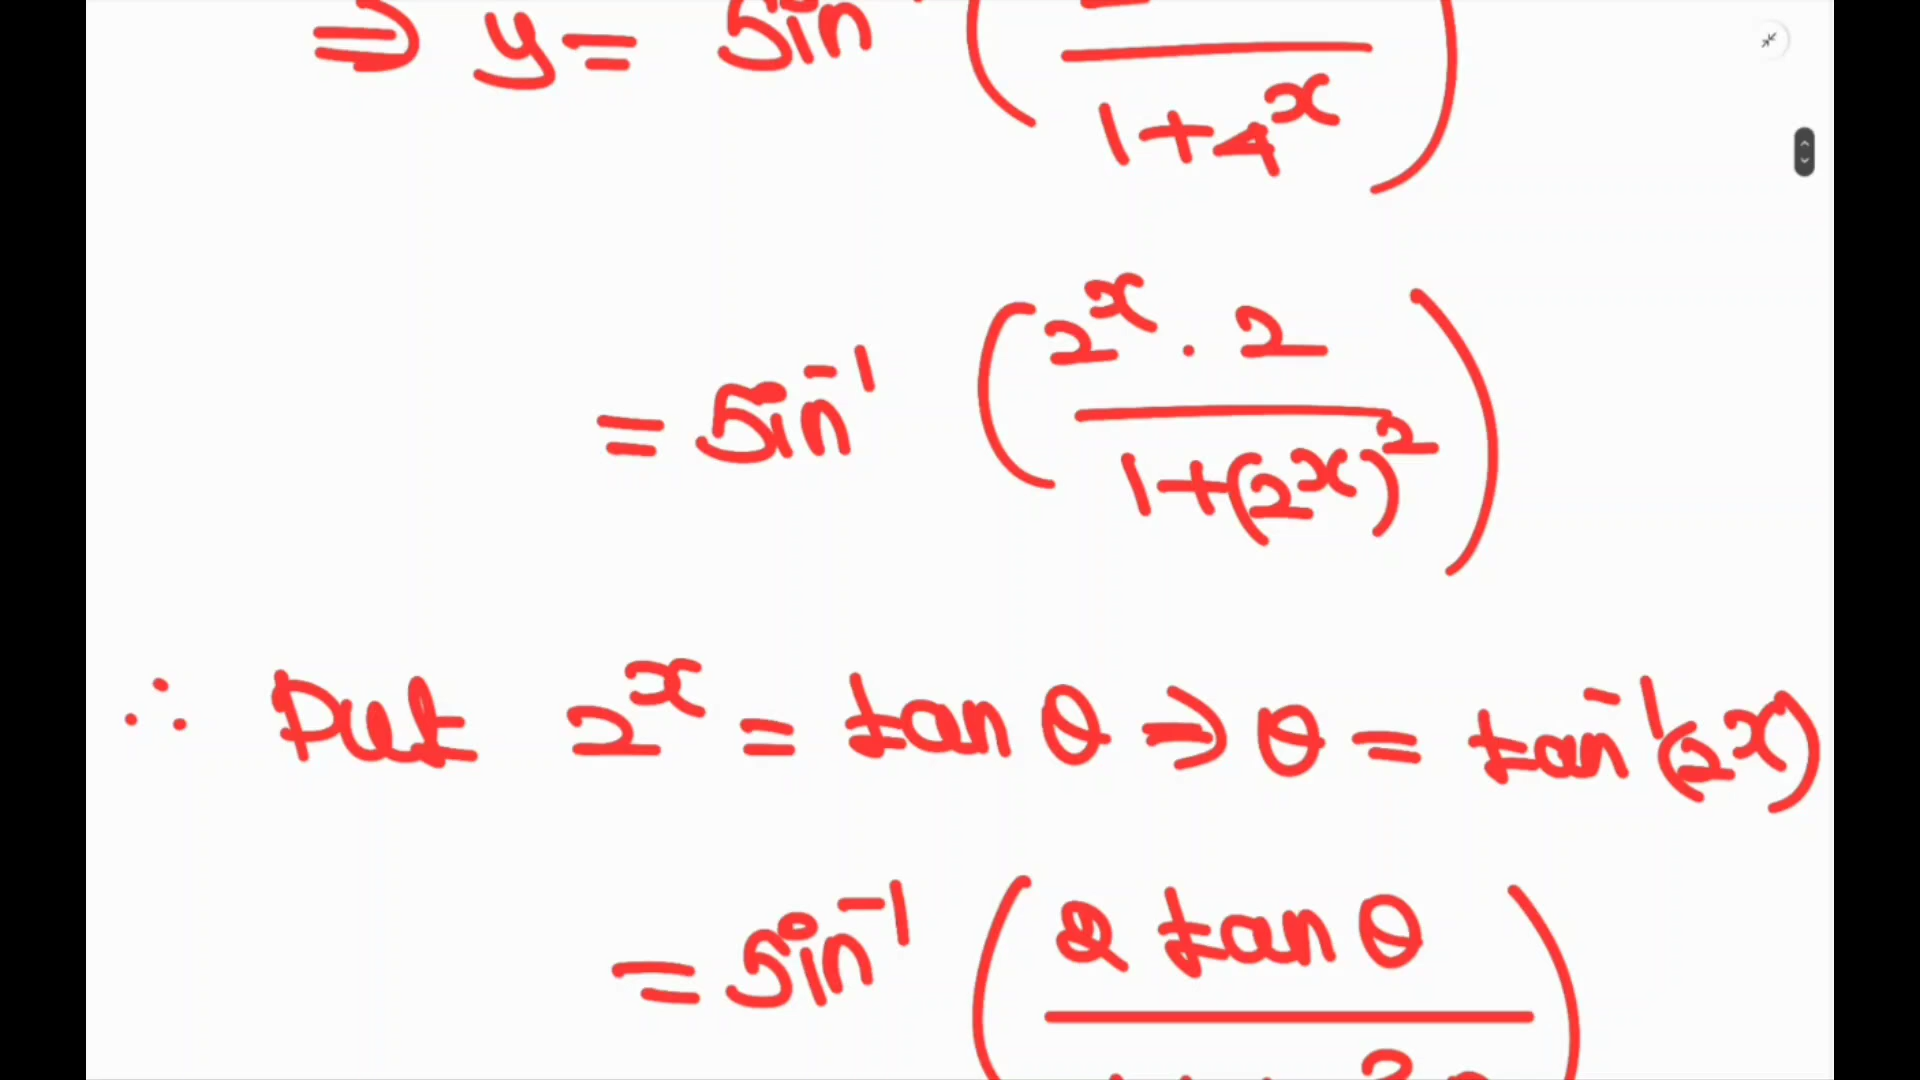 ⇒ y = Sin ( / 1+4^x )
= Sin^-1 ( 2^x . 2 / 1+(2^x)^2 )
∴ Put 2^x = tan θ ⇒ θ = tan^-1(2^x)
= Sin^-1 ( 2 tan θ / )